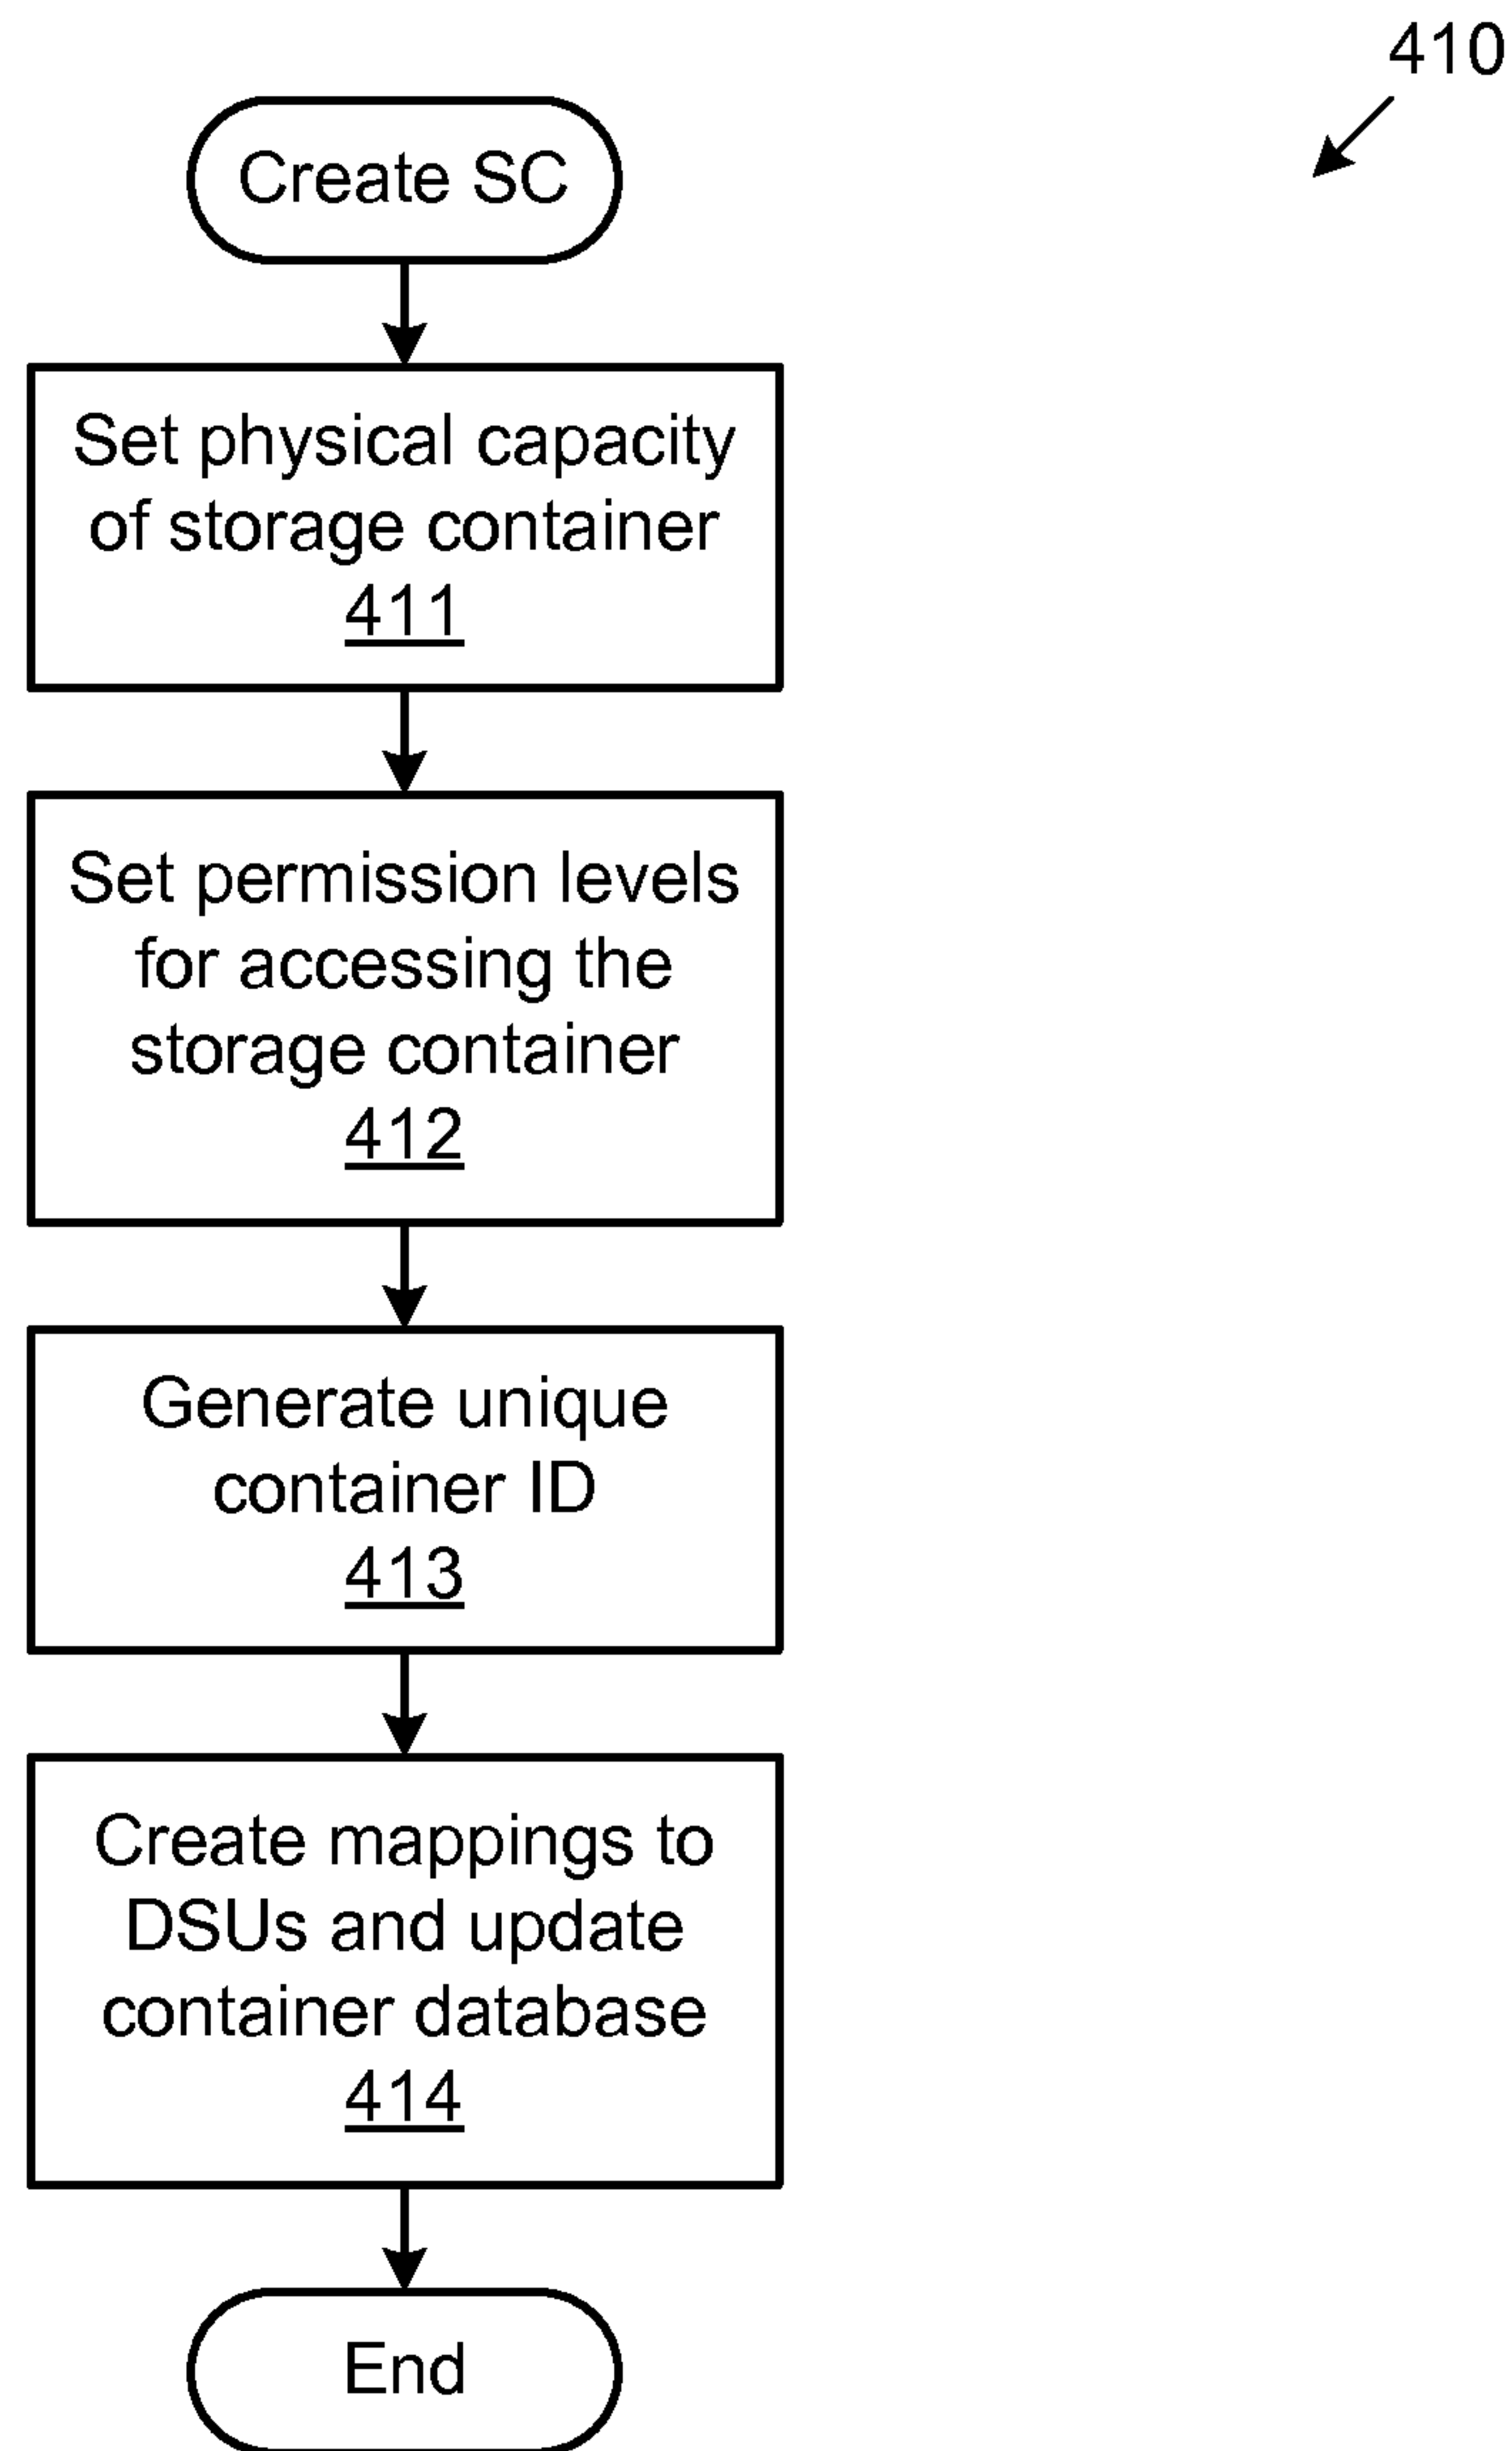 410
Create SC
Set physical capacity
of storage container
411
Set permission levels
for accessing the
storage container
412
Generate unique
container ID
413
Create mappings to
DSUs and update
container database
414
End